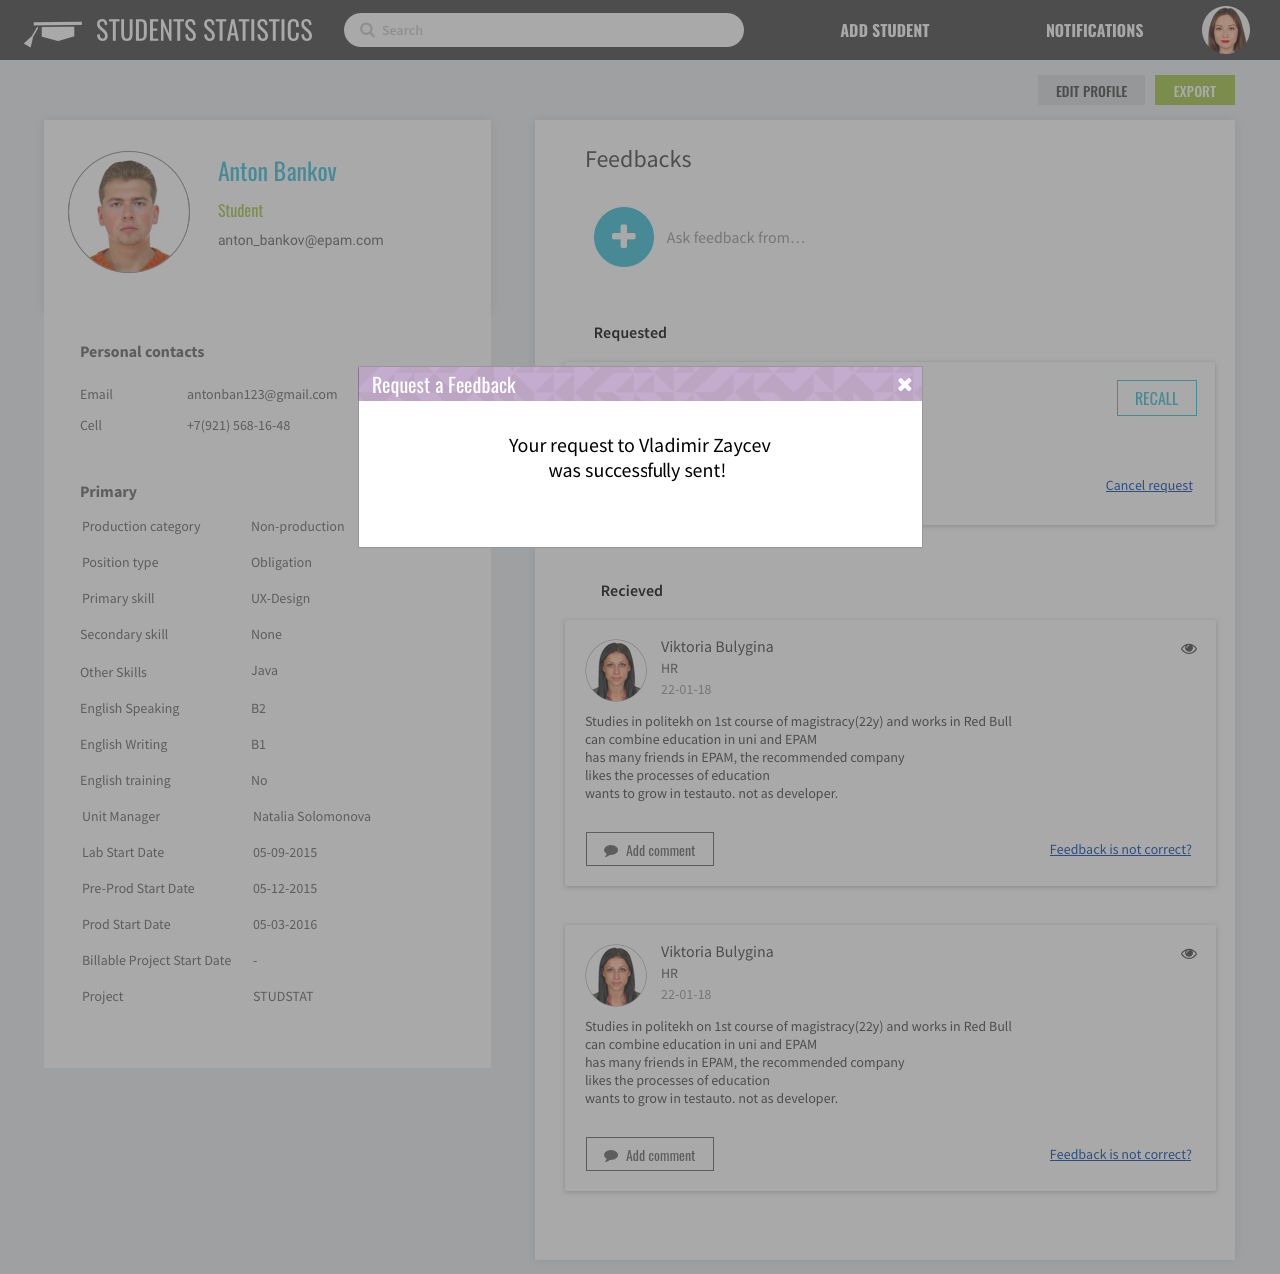 STUDENTS STATISTICS
Search
ADD STUDENT
NOTIFICATIONS
EDIT PROFILE
EXPORT
Anton Bankov
Student
anton_bankov@epam.com
Personal contacts
Email antonban123@gmail.com
Cell +7(921) 568-16-48
Primary
Production category Non-production
Position type Obligation
Primary skill UX-Design
Secondary skill None
Other Skills Java
English Speaking B2
English Writing B1
English training No
Unit Manager Natalia Solomonova
Lab Start Date 05-09-2015
Pre-Prod Start Date 05-12-2015
Prod Start Date 05-03-2016
Billable Project Start Date -
Project STUDSTAT
Feedbacks
Ask feedback from...
Requested
RECALL
Cancel request
Request a Feedback
Your request to Vladimir Zaycev
was successfully sent!
Recieved
Viktoria Bulygina
HR
22-01-18
Studies in politekh on 1st course of magistracy(22y) and works in Red Bull
can combine education in uni and EPAM
has many friends in EPAM, the recommended company
likes the processes of education
wants to grow in testauto. not as developer.
Add comment
Feedback is not correct?
Viktoria Bulygina
HR
22-01-18
Studies in politekh on 1st course of magistracy(22y) and works in Red Bull
can combine education in uni and EPAM
has many friends in EPAM, the recommended company
likes the processes of education
wants to grow in testauto. not as developer.
Add comment
Feedback is not correct?